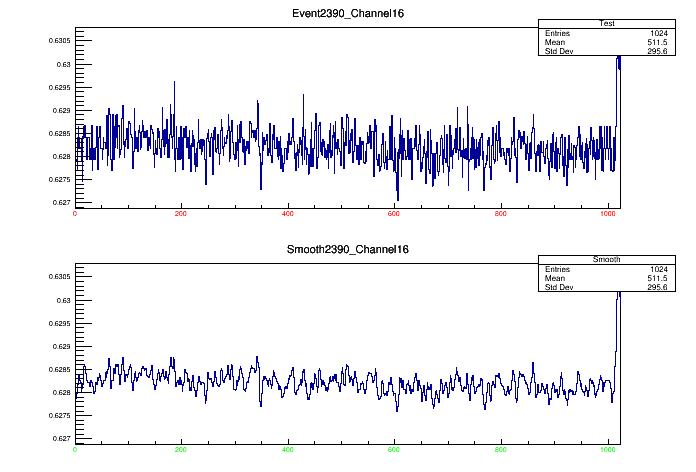 Event2390_Channel16
Test
Entries 1024
Mean 511.5
Std Dev 295.6
0.6305
0.63
0.6295
0.629
0.6285
0.628
0.6275
0.627
0 200 400 600 800 1000
Smooth2390_Channel16
Smooth
Entries 1024
Mean 511.5
Std Dev 295.6
0.6305
0.63
0.6295
0.629
0.6285
0.628
0.6275
0.627
0 200 400 600 800 1000